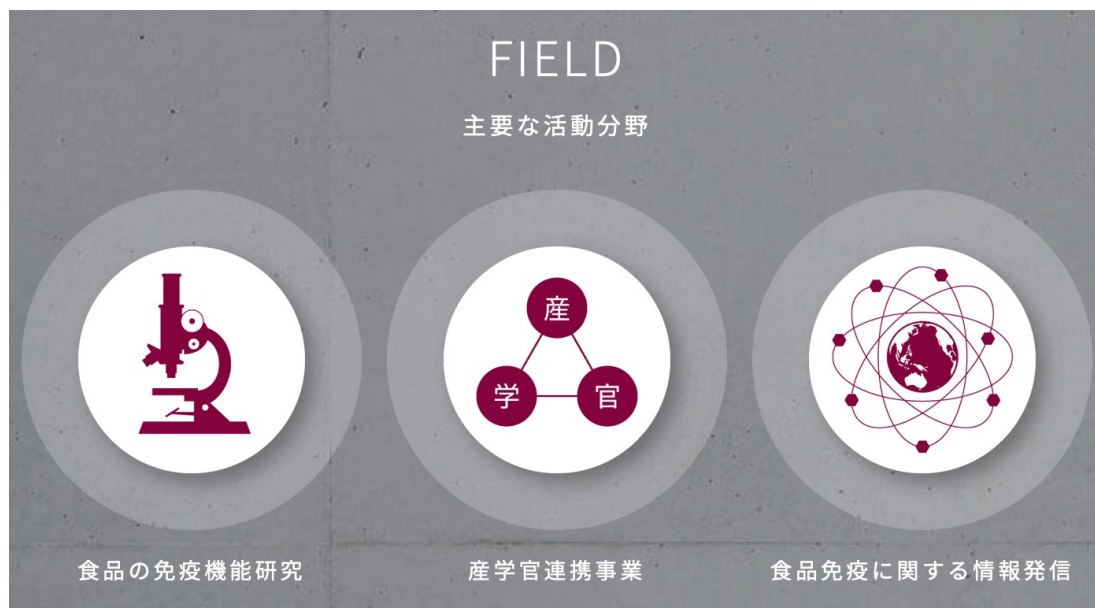 FIELD
主要な活動分野
産
学
官
食品の免疫機能研究
産学官連携事業
食品免疫に関する情報発信